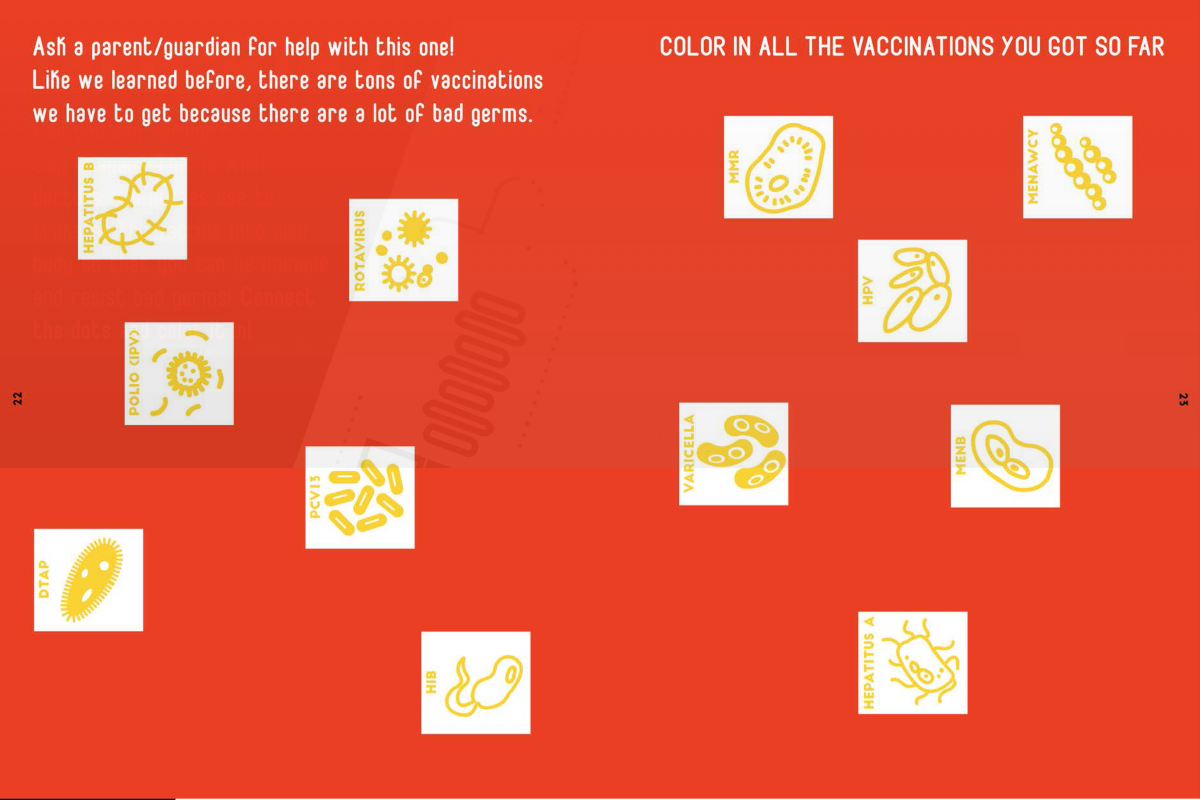 Ask a parent/guardian for help with this one!
Like we learned before, there are tons of vaccinations
we have to get because there are a lot of bad germs.
HEPATITUS B
ROTAVIRUS
POLIO (IPV)
22
PCV13
DTAP
HIB
COLOR IN ALL THE VACCINATIONS YOU GOT SO FAR
MMR
MENAWCY
HPV
VARICELLA
MENB
23
HEPATITUS A